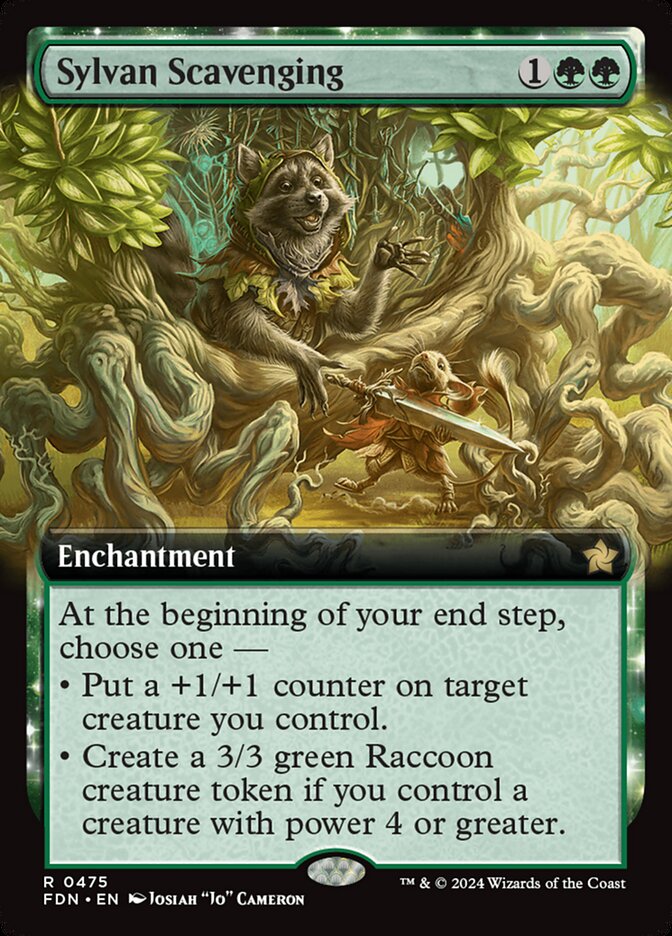 Sylvan Scavenging 1
Enchantment
At the beginning of your end step,
choose one —
• Put a +1/+1 counter on target
creature you control.
• Create a 3/3 green Raccoon
creature token if you control a
creature with power 4 or greater.
R 0475
FDN • EN Josiah "Jo" Cameron
™ & © 2024 Wizards of the Coast